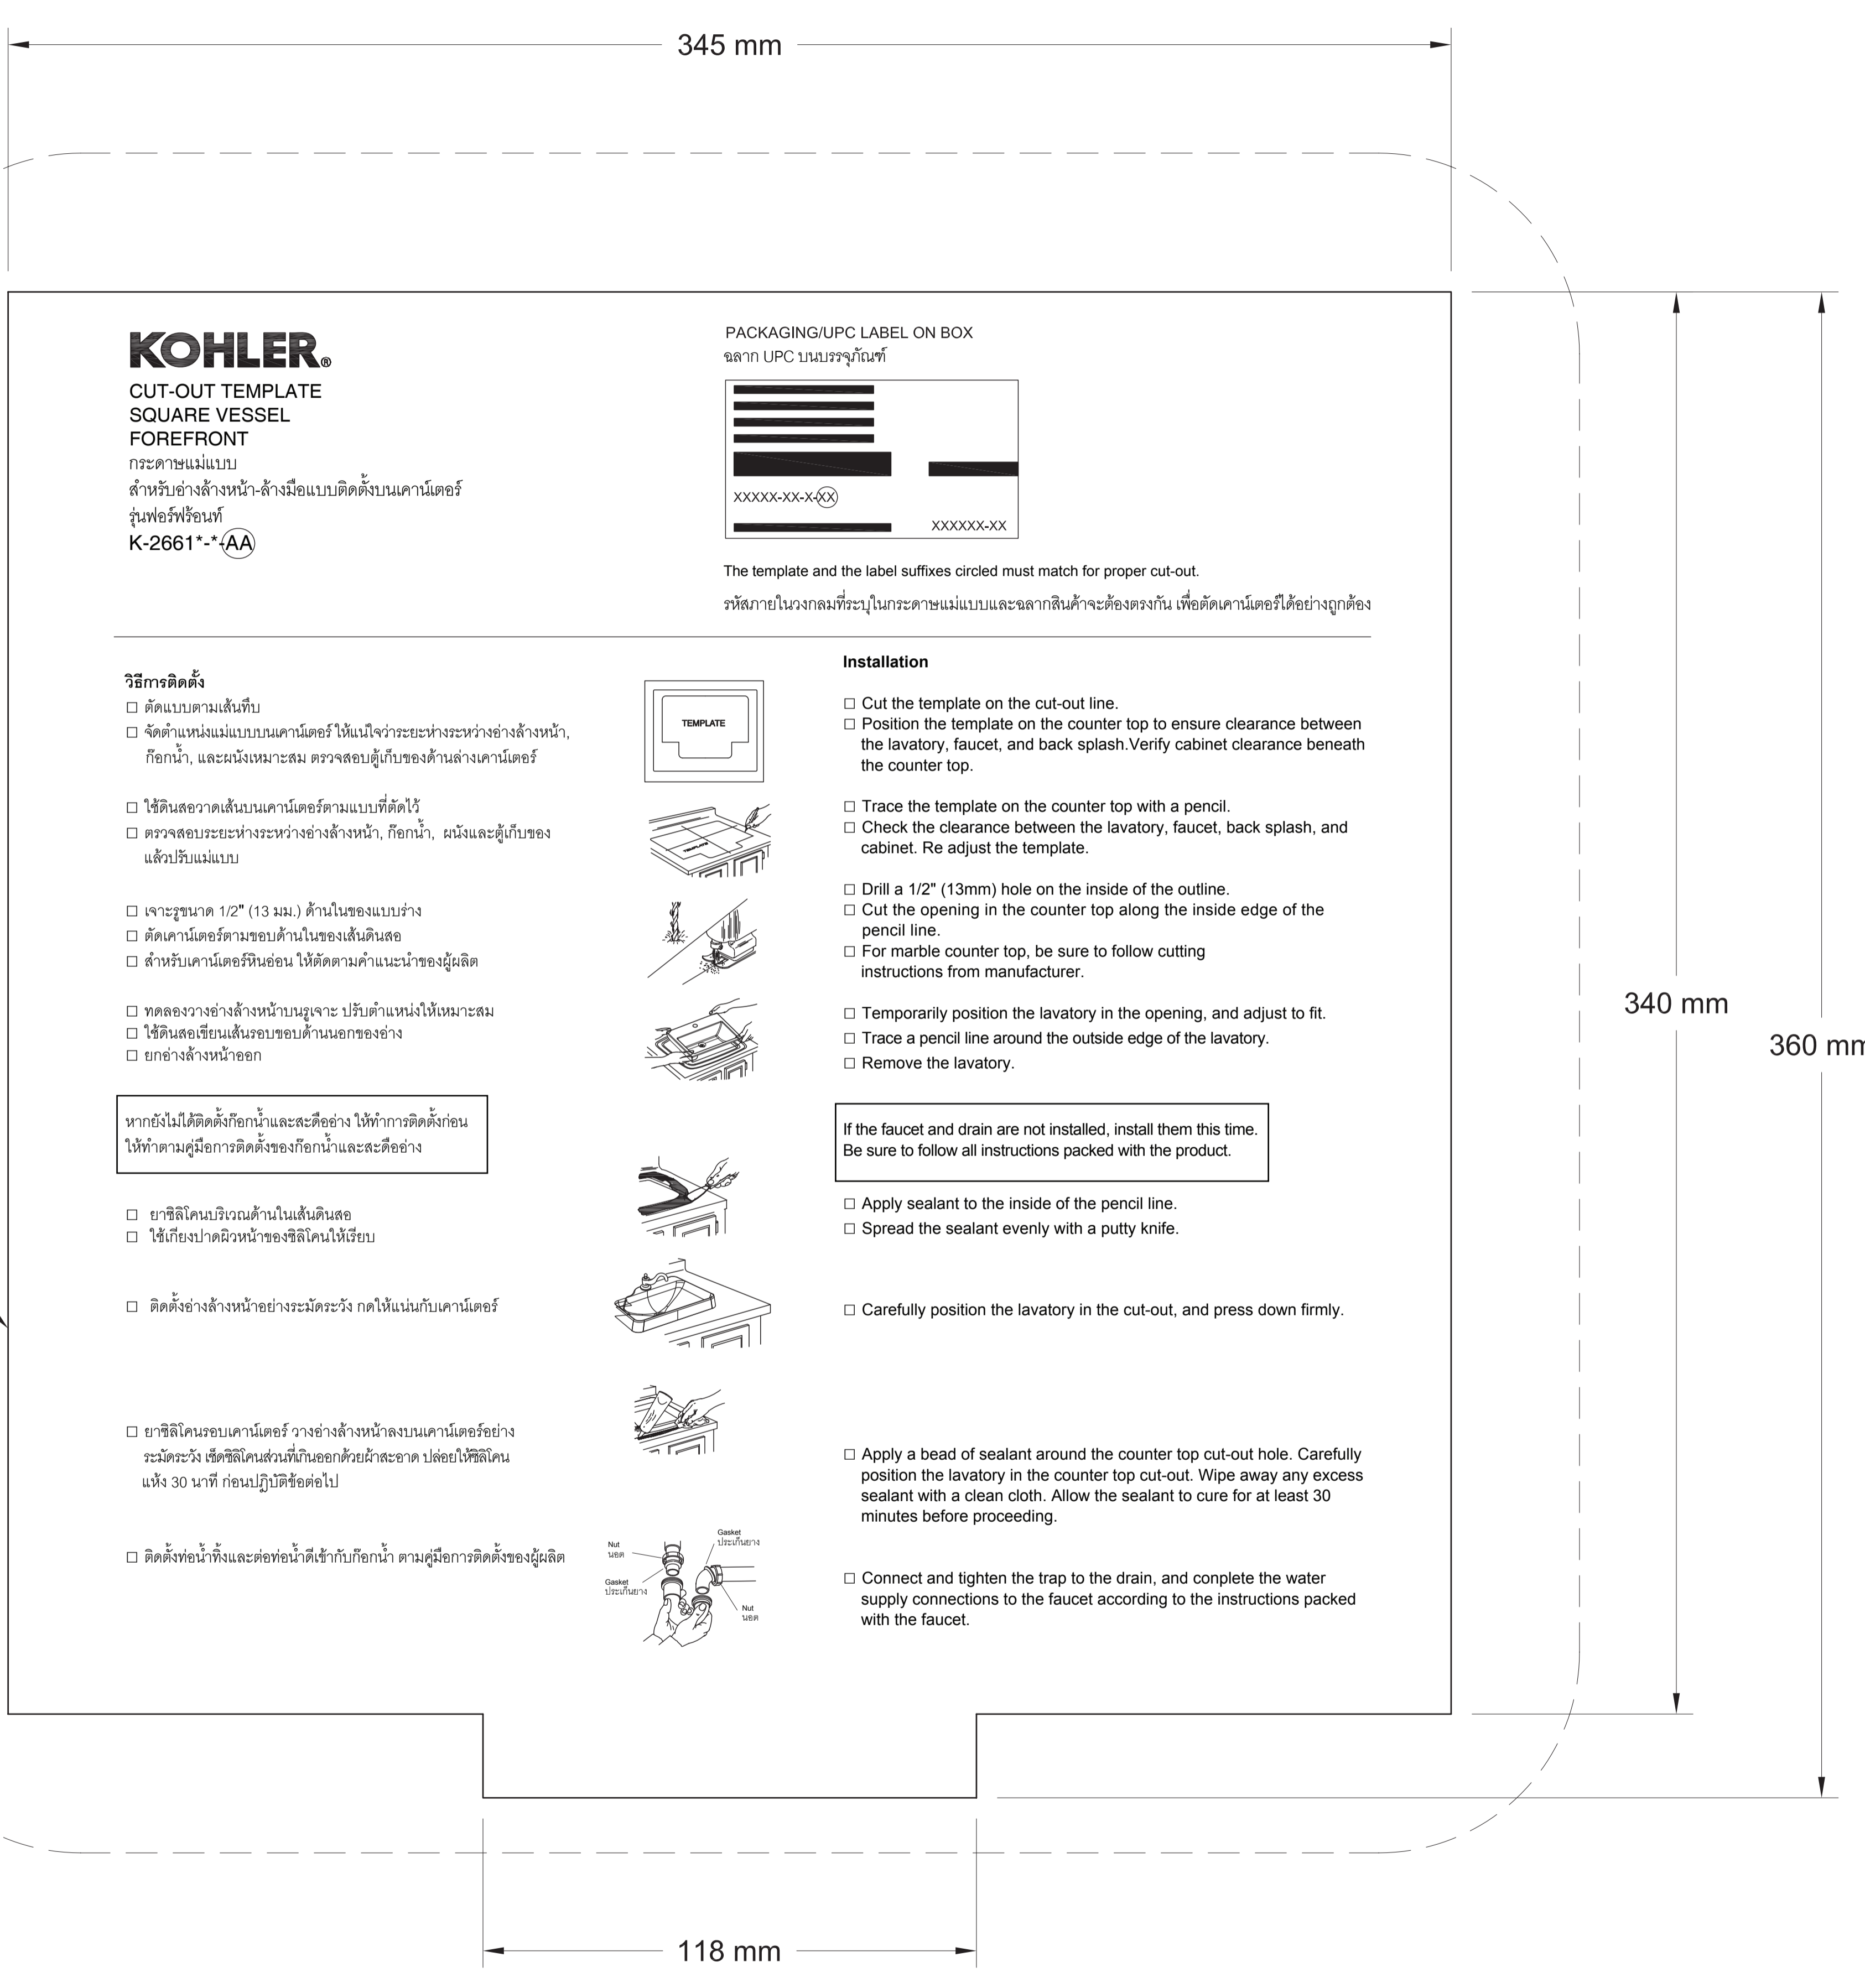 345 mm
KOHLER®
CUT-OUT TEMPLATE
SQUARE VESSEL
FOREFRONT
กระดาษแม่แบบ
สำหรับอ่างล้างหน้า-ล้างมือแบบติดตั้งบนเคาน์เตอร์
รุ่นฟอร์ฟร้อนท์
K-2661*-*-AA
PACKAGING/UPC LABEL ON BOX
ฉลาก UPC บนบรรจุภัณฑ์
XXXXX-XX-X-XX
XXXXXX-XX
The template and the label suffixes circled must match for proper cut-out.
รหัสภายในวงกลมที่ระบุในกระดาษแม่แบบและฉลากสินค้าจะต้องตรงกัน เพื่อตัดเคาน์เตอร์ได้อย่างถูกต้อง
วิธีการติดตั้ง
□ ตัดแบบตามเส้นทึบ
□ จัดตำแหน่งแม่แบบบนเคาน์เตอร์ ให้แน่ใจว่าระยะห่างระหว่างอ่างล้างหน้า,
ก๊อกน้ำ, และผนังเหมาะสม ตรวจสอบตู้เก็บของด้านล่างเคาน์เตอร์
□ ใช้ดินสอวาดเส้นบนเคาน์เตอร์ตามแบบที่ตัดไว้
□ ตรวจสอบระยะห่างระหว่างอ่างล้างหน้า, ก๊อกน้ำ, ผนังและตู้เก็บของ
แล้วปรับแม่แบบ
□ เจาะรูขนาด 1/2" (13 มม.) ด้านในของแบบร่าง
□ ตัดเคาน์เตอร์ตามขอบด้านในของเส้นดินสอ
□ สำหรับเคาน์เตอร์หินอ่อน ให้ตัดตามคำแนะนำของผู้ผลิต
□ ทดลองวางอ่างล้างหน้าบนรูเจาะ ปรับตำแหน่งให้เหมาะสม
□ ใช้ดินสอเขียนเส้นรอบขอบด้านนอกของอ่าง
□ ยกอ่างล้างหน้าออก
หากยังไม่ได้ติดตั้งก๊อกน้ำและสะดืออ่าง ให้ทำการติดตั้งก่อน
ให้ทำตามคู่มือการติดตั้งของก๊อกน้ำและสะดืออ่าง
□ ยาซิลิโคนบริเวณด้านในเส้นดินสอ
□ ใช้เกียงปาดผิวหน้าของซิลิโคนให้เรียบ
□ ติดตั้งอ่างล้างหน้าอย่างระมัดระวัง กดให้แน่นกับเคาน์เตอร์
□ ยาซิลิโคนรอบเคาน์เตอร์ วางอ่างล้างหน้าลงบนเคาน์เตอร์อย่าง
ระมัดระวัง เช็ดซิลิโคนส่วนที่เกินออกด้วยผ้าสะอาด ปล่อยให้ซิลิโคน
แห้ง 30 นาที ก่อนปฏิบัติข้อต่อไป
□ ติดตั้งท่อน้ำทิ้งและต่อท่อน้ำดีเข้ากับก๊อกน้ำ ตามคู่มือการติดตั้งของผู้ผลิต
TEMPLATE
TEMPLATE
Nut
นอต
Gasket
ประเก็นยาง
Gasket
ประเก็นยาง
Nut
นอต
Installation
□ Cut the template on the cut-out line.
□ Position the template on the counter top to ensure clearance between
the lavatory, faucet, and back splash.Verify cabinet clearance beneath
the counter top.
□ Trace the template on the counter top with a pencil.
□ Check the clearance between the lavatory, faucet, back splash, and
cabinet. Re adjust the template.
□ Drill a 1/2" (13mm) hole on the inside of the outline.
□ Cut the opening in the counter top along the inside edge of the
pencil line.
□ For marble counter top, be sure to follow cutting
instructions from manufacturer.
□ Temporarily position the lavatory in the opening, and adjust to fit.
□ Trace a pencil line around the outside edge of the lavatory.
□ Remove the lavatory.
If the faucet and drain are not installed, install them this time.
Be sure to follow all instructions packed with the product.
□ Apply sealant to the inside of the pencil line.
□ Spread the sealant evenly with a putty knife.
□ Carefully position the lavatory in the cut-out, and press down firmly.
□ Apply a bead of sealant around the counter top cut-out hole. Carefully
position the lavatory in the counter top cut-out. Wipe away any excess
sealant with a clean cloth. Allow the sealant to cure for at least 30
minutes before proceeding.
□ Connect and tighten the trap to the drain, and conplete the water
supply connections to the faucet according to the instructions packed
with the faucet.
340 mm
360 mm
118 mm